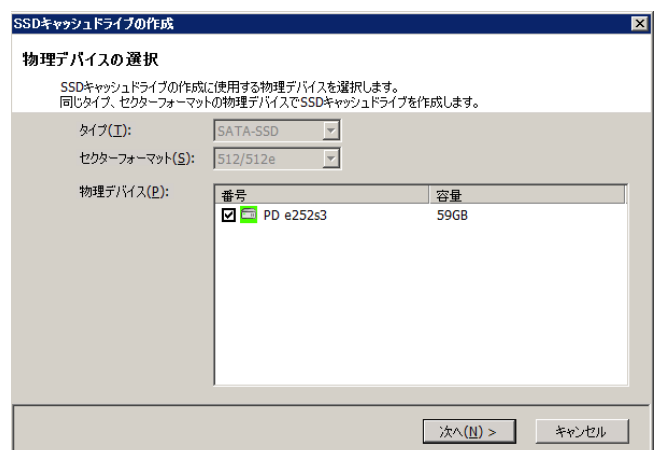 SSDキャッシュドライブの作成
物理デバイスの選択
SSDキャッシュドライブの作成に使用する物理デバイスを選択します。
同じタイプ、セクターフォーマットの物理デバイスでSSDキャッシュドライブを作成します。
タイプ(T): SATA-SSD
セクターフォーマット(S): 512/512e
物理デバイス(P): 番号 容量
PD e252s3 59GB
次へ(N) > キャンセル